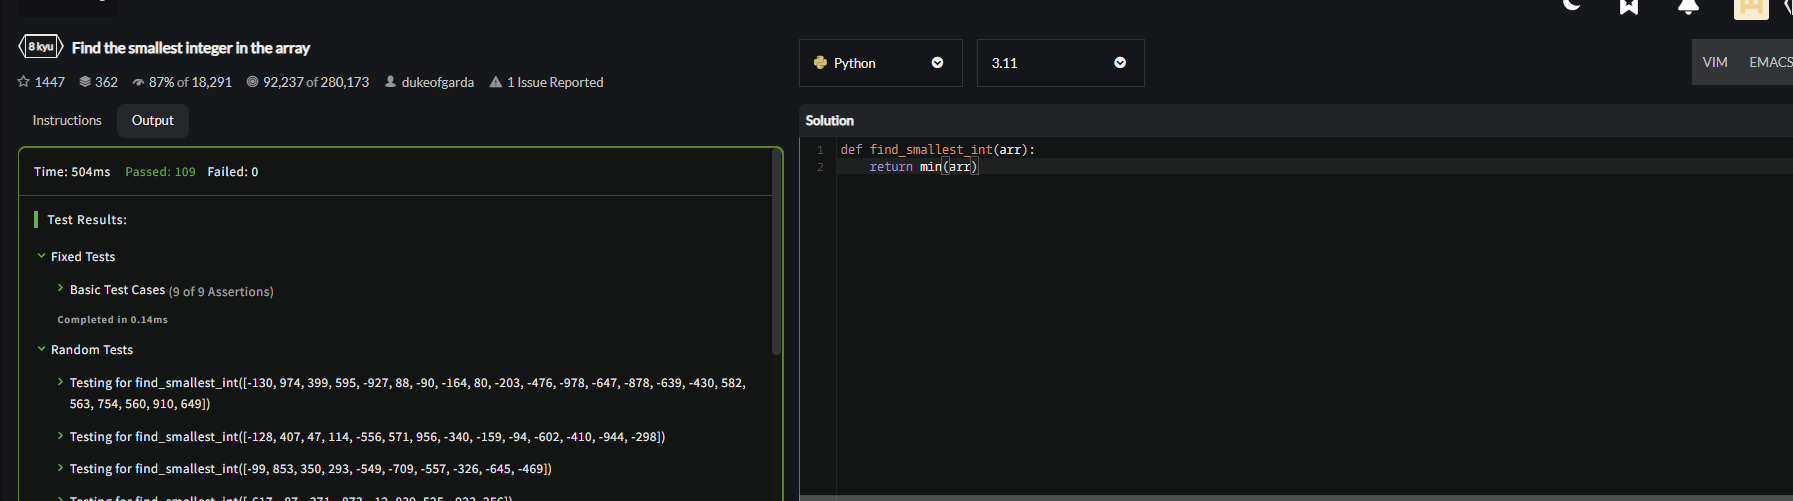 8 kyu Find the smallest integer in the array
1447 362 87% of 18,291 92,237 of 280,173 dukeofgarda 1 Issue Reported
Instructions Output
Time: 504ms Passed: 109 Failed: 0
Test Results:
Fixed Tests
Basic Test Cases (9 of 9 Assertions)
Completed in 0.14ms
Random Tests
Testing for find_smallest_int([-130, 974, 399, 595, -927, 88, -90, -164, 80, -203, -476, -978, -647, -878, -639, -430, 582,
563, 754, 560, 910, 649])
Testing for find_smallest_int([-128, 407, 47, 114, -556, 571, 956, -340, -159, -94, -602, -410, -944, -298])
Testing for find_smallest_int([-99, 853, 350, 293, -549, -709, -557, -326, -645, -469])
Testing for find_smallest_int([
Python 3.11 VIM EMACS
Solution
1 def find_smallest_int(arr):
2 return min(arr)